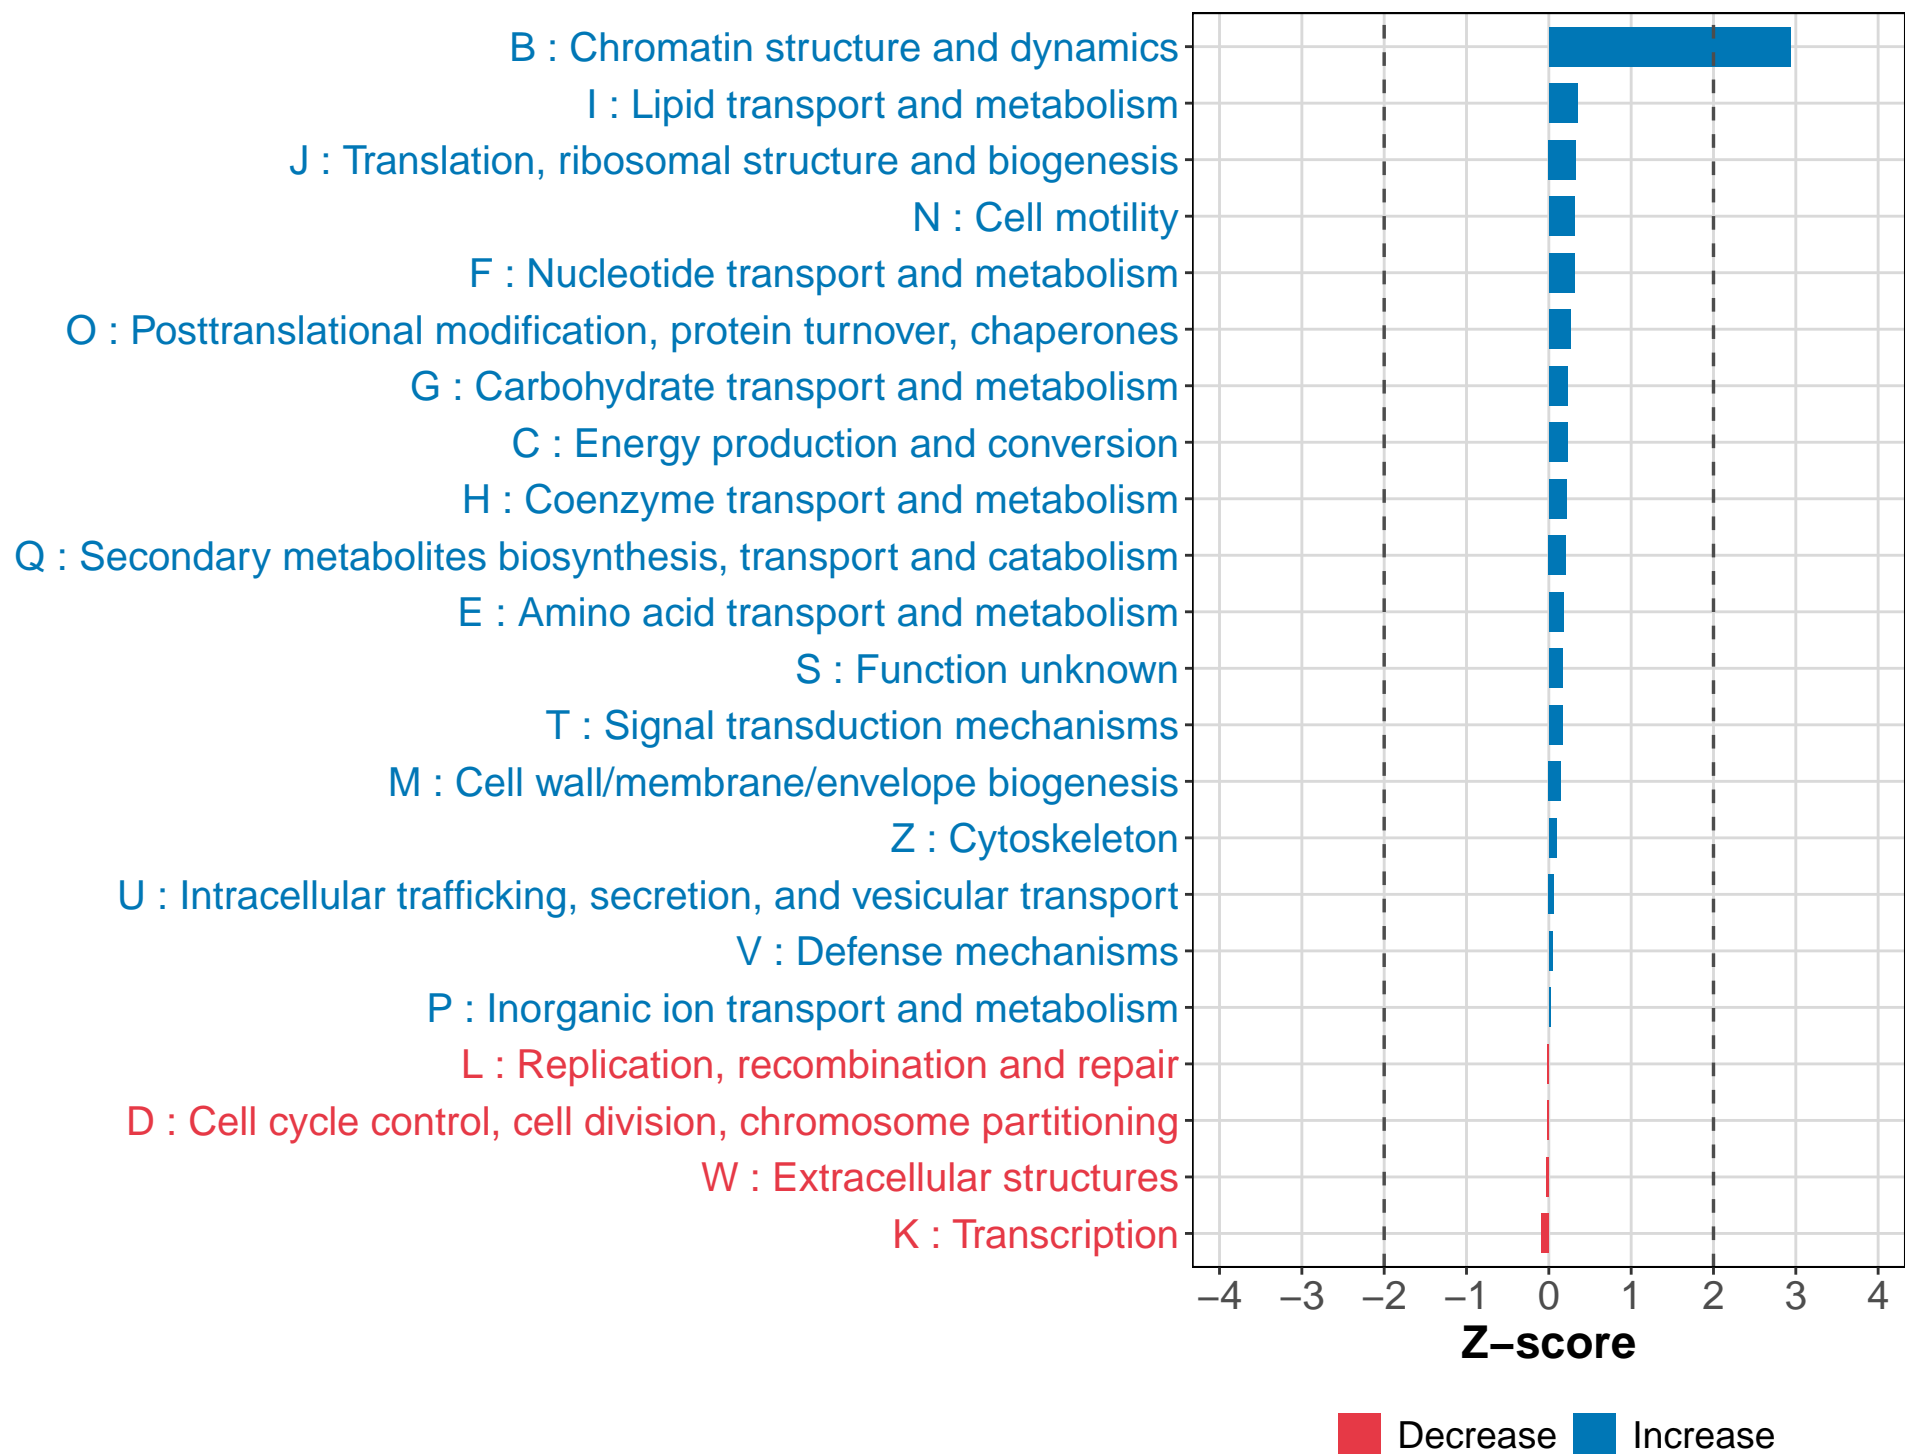 B : Chromatin structure and dynamics
I : Lipid transport and metabolism
J : Translation, ribosomal structure and biogenesis
N : Cell motility
F : Nucleotide transport and metabolism
O : Posttranslational modification, protein turnover, chaperones
G : Carbohydrate transport and metabolism
C : Energy production and conversion
H : Coenzyme transport and metabolism
Q : Secondary metabolites biosynthesis, transport and catabolism
E : Amino acid transport and metabolism
S : Function unknown
T : Signal transduction mechanisms
M : Cell wall/membrane/envelope biogenesis
Z : Cytoskeleton
U : Intracellular trafficking, secretion, and vesicular transport
V : Defense mechanisms
P : Inorganic ion transport and metabolism
L : Replication, recombination and repair
D : Cell cycle control, cell division, chromosome partitioning
W : Extracellular structures
K : Transcription
−4 −3 −2 −1 0 1 2 3 4
Z−score
Decrease Increase